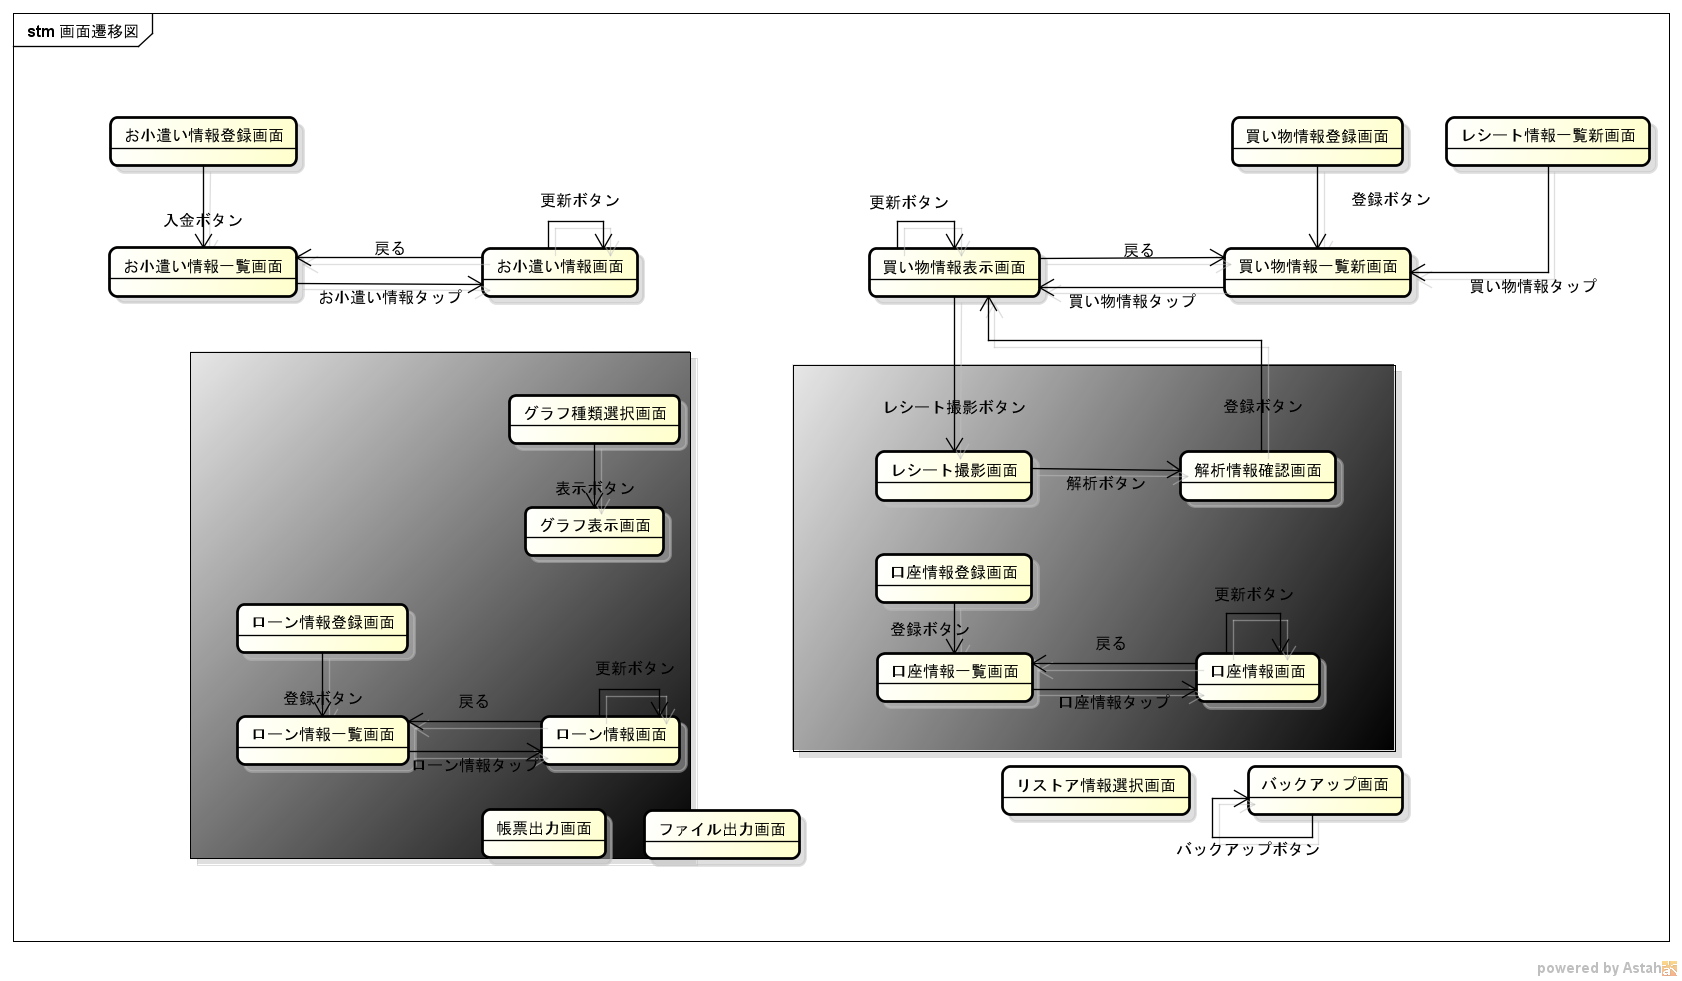 stm 画面遷移図
お小遣い情報登録画面
買い物情報登録画面
レシート情報一覧新画面
入金ボタン
更新ボタン
更新ボタン
登録ボタン
お小遣い情報一覧画面
戻る
お小遣い情報画面
お小遣い情報タップ
買い物情報表示画面
戻る
買い物情報一覧新画面
買い物情報タップ
買い物情報タップ
グラフ種類選択画面
表示ボタン
グラフ表示画面
レシート撮影ボタン
登録ボタン
レシート撮影画面
解析ボタン
解析情報確認画面
口座情報登録画面
登録ボタン
更新ボタン
口座情報一覧画面
戻る
口座情報画面
口座情報タップ
ローン情報登録画面
登録ボタン
更新ボタン
ローン情報一覧画面
戻る
ローン情報画面
ローン情報タップ
帳票出力画面
ファイル出力画面
リストア情報選択画面
バックアップ画面
バックアップボタン
powered by Astah